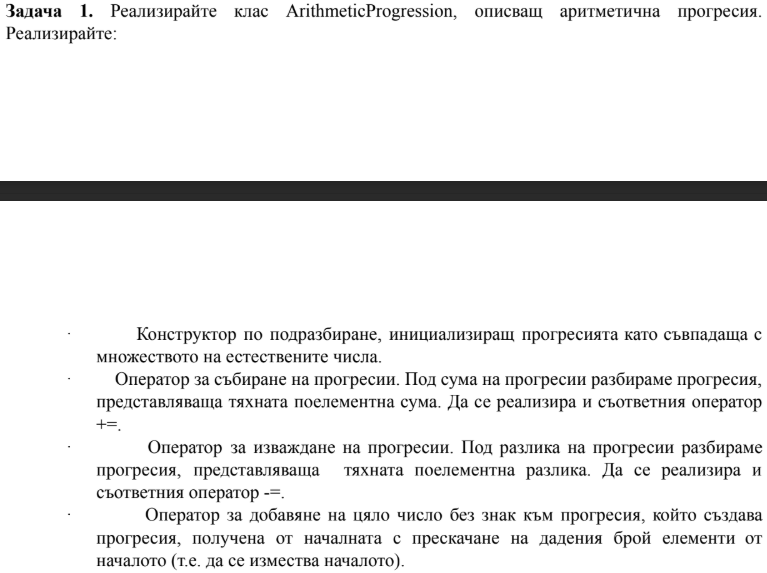 Задача 1. Реализирайте клас ArithmeticProgression, описващ аритметична прогресия.
Реализирайте:
· Конструктор по подразбиране, инициализиращ прогресията като съвпадаща с
множеството на естествените числа.
· Оператор за събиране на прогресии. Под сума на прогресии разбираме прогресия,
представляваща тяхната поелементна сума. Да се реализира и съответния оператор
+=.
· Оператор за изваждане на прогресии. Под разлика на прогресии разбираме
прогресия, представляваща тяхната поелементна разлика. Да се реализира и
съответния оператор -=.
· Оператор за добавяне на цяло число без знак към прогресия, който създава
прогресия, получена от началната с прескачане на дадения брой елементи от
началото (т.е. да се измества началото).